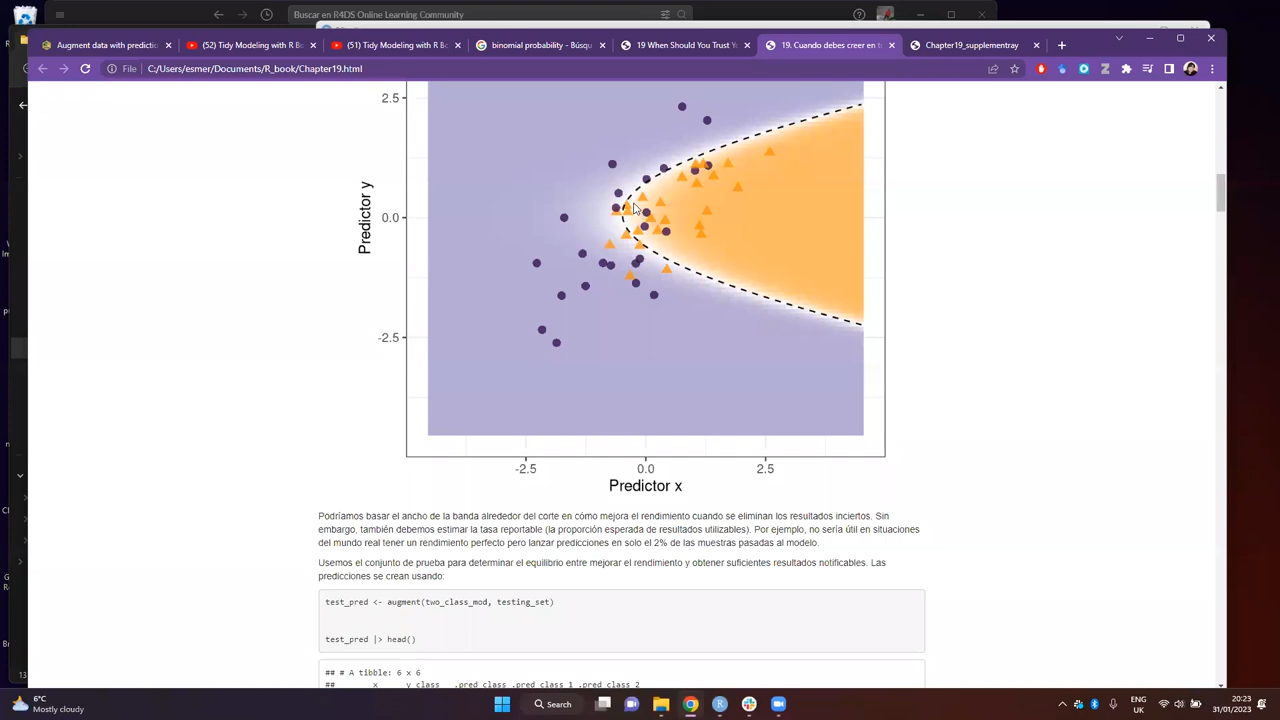 Buscar en R4DS Online Learning Community
Augment data with predictio
(52) Tidy Modeling with R Bo
(51) Tidy Modeling with R Bo
binomial probability - Búsqu
19 When Should You Trust Yo
19. Cuando debes creer en t
Chapter19_supplementray
File
C:/Users/esmer/Documents/R_book/Chapter19.html
2.5
0.0
-2.5
Predictor y
-2.5
0.0
2.5
Predictor x
Podríamos basar el ancho de la banda alrededor del corte en cómo mejora el rendimiento cuando se eliminan los resultados inciertos. Sin
embargo, también debemos estimar la tasa reportable (la proporción esperada de resultados utilizables). Por ejemplo, no sería útil en situaciones
del mundo real tener un rendimiento perfecto pero lanzar predicciones en solo el 2% de las muestras pasadas al modelo.
Usemos el conjunto de prueba para determinar el equilibrio entre mejorar el rendimiento y obtener suficientes resultados notificables. Las
predicciones se crean usando:
test_pred <- augment(two_class_mod, testing_set)
test_pred |> head()
## # A tibble: 6 x 6
## x y class .pred_class .pred_class_1 .pred_class_2
6°C
Mostly cloudy
Search
ENG
UK
20:23
31/01/2023